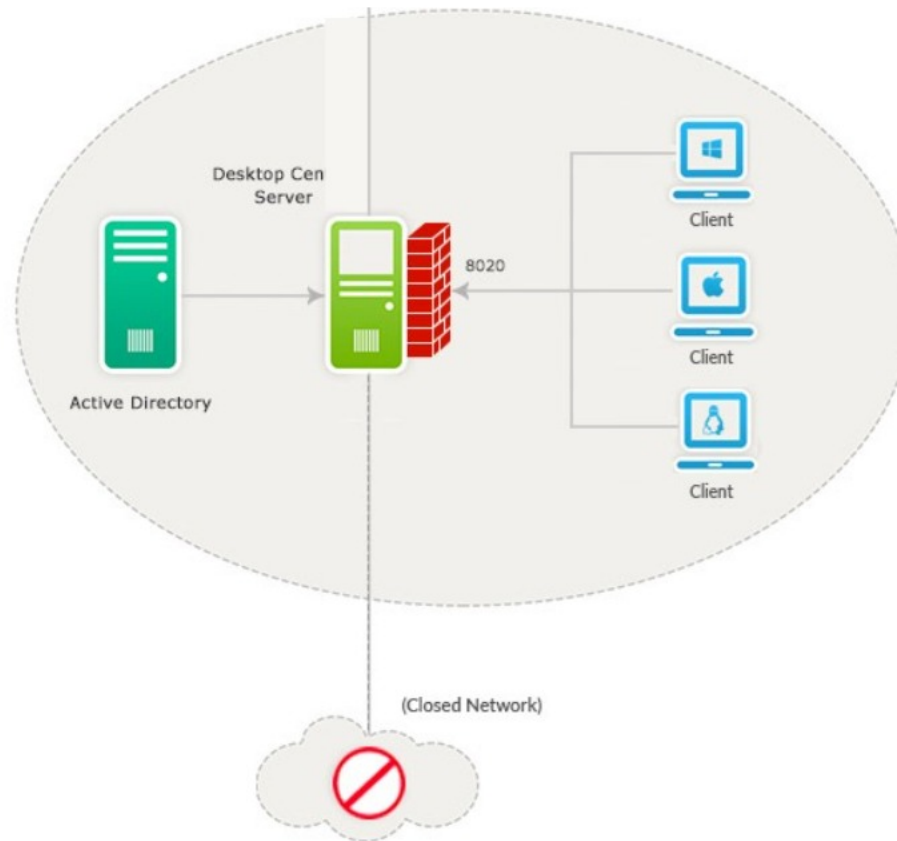 Desktop Cen
Server
8020
Client
Client
Active Directory
Client
(Closed Network)